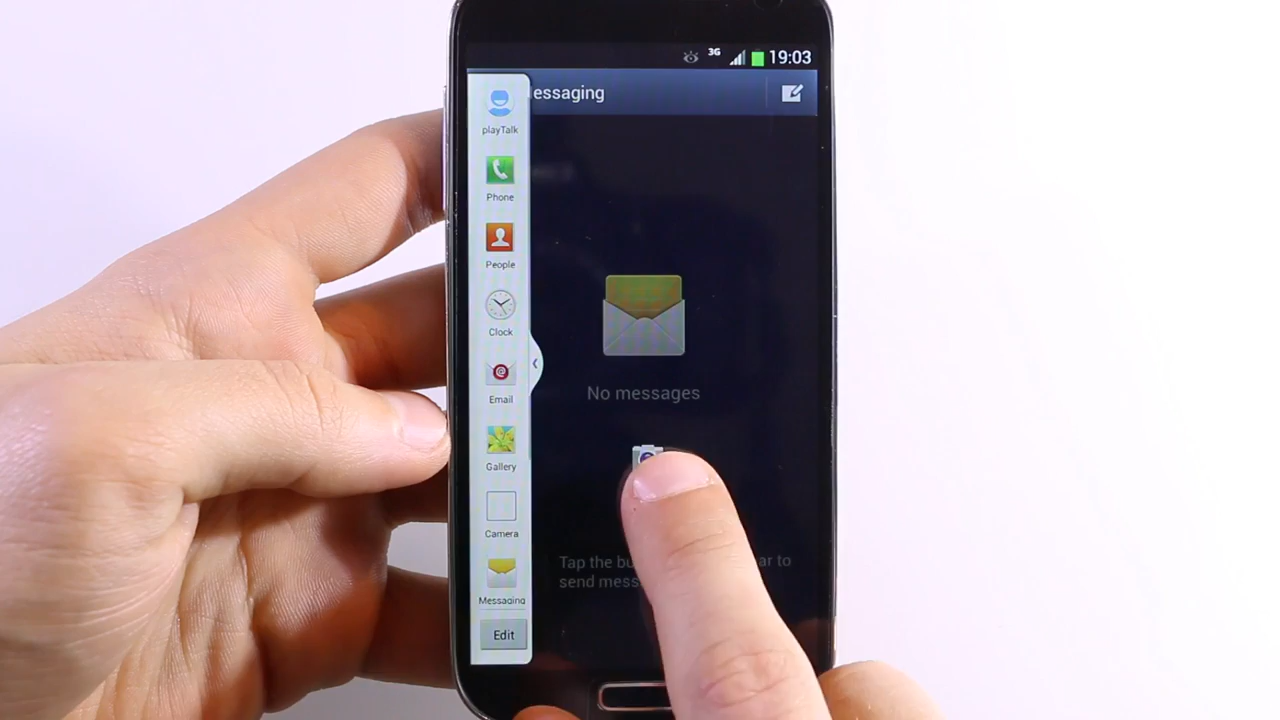 3G 19:03
essaging
playTalk
Phone
People
Clock
Email
Gallery
Camera
Messaging
Edit
No messages
Tap the bu ar to
send mess